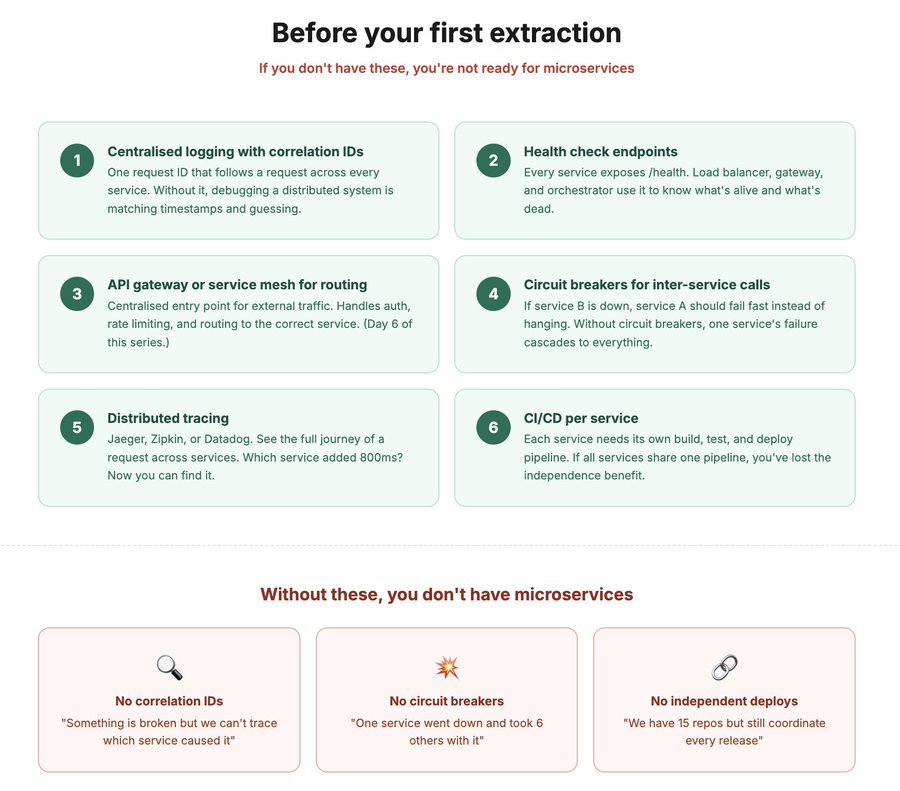 Before your first extraction
If you don't have these, you're not ready for microservices
1
Centralised logging with correlation IDs
One request ID that follows a request across every
service. Without it, debugging a distributed system is
matching timestamps and guessing.
2
Health check endpoints
Every service exposes /health. Load balancer, gateway,
and orchestrator use it to know what's alive and what's
dead.
3
API gateway or service mesh for routing
Centralised entry point for external traffic. Handles auth,
rate limiting, and routing to the correct service. (Day 6 of
this series.)
4
Circuit breakers for inter-service calls
If service B is down, service A should fail fast instead of
hanging. Without circuit breakers, one service's failure
cascades to everything.
5
Distributed tracing
Jaeger, Zipkin, or Datadog. See the full journey of a
request across services. Which service added 800ms?
Now you can find it.
6
CI/CD per service
Each service needs its own build, test, and deploy
pipeline. If all services share one pipeline, you've lost the
independence benefit.
Without these, you don't have microservices
No correlation IDs
"Something is broken but we can't trace
which service caused it"
No circuit breakers
"One service went down and took 6
others with it"
No independent deploys
"We have 15 repos but still coordinate
every release"